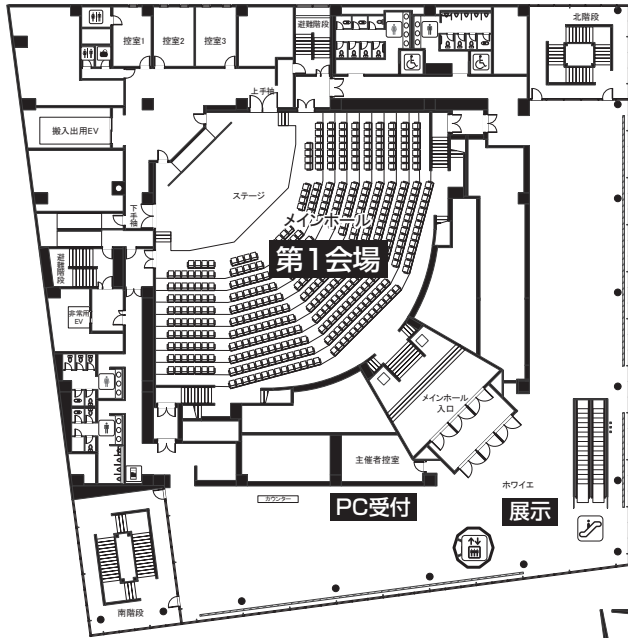 控室1
控室2
控室3
避難階段
北階段
上手袖
搬入出用EV
ステージ
下手袖
メインホール
第1会場
避難階段
非常用
EV
メインホール
入口
主催者控室
ホワイエ
カウンター
PC受付
展示
南階段